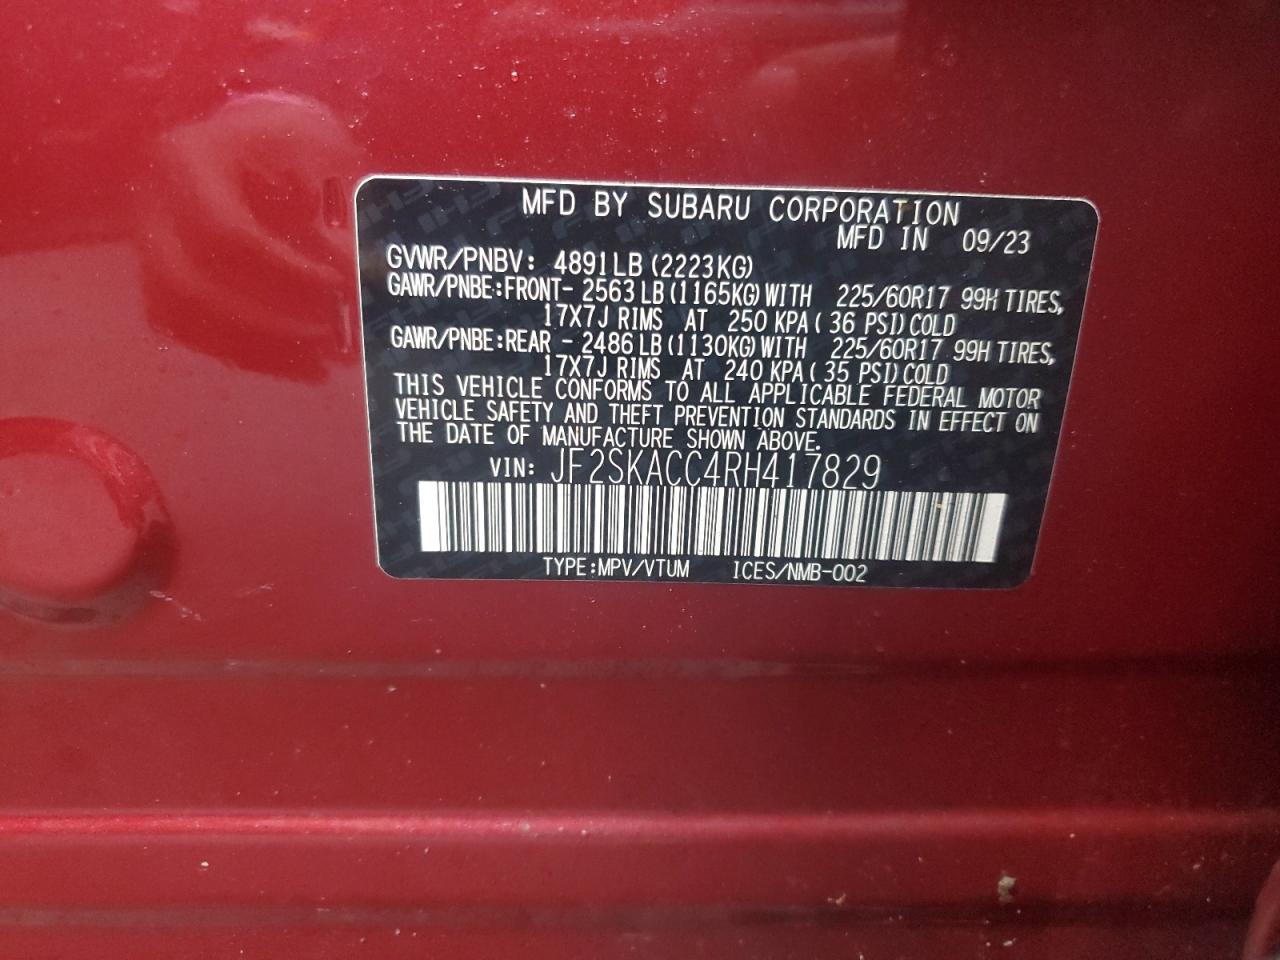 MFD BY SUBARU CORPORATION
MFD IN 09/23
GVWR/PNBV: 4891LB (2223KG)
GAWR/PNBE:FRONT- 2563 LB (1165KG) WITH 225/60R17 99H TIRES,
17X7J RIMS AT 250 KPA ( 36 PSI) COLD
GAWR/PNBE:REAR - 2486 LB (1130KG) WITH 225/60R17 99H TIRES,
17X7J RIMS AT 240 KPA ( 35 PSI) COLD
THIS VEHICLE CONFORMS TO ALL APPLICABLE FEDERAL MOTOR
VEHICLE SAFETY AND THEFT PREVENTION STANDARDS IN EFFECT ON
THE DATE OF MANUFACTURE SHOWN ABOVE.
VIN: JF2SKACC4RH417829
TYPE:MPV/VTUM ICES/NMB-002